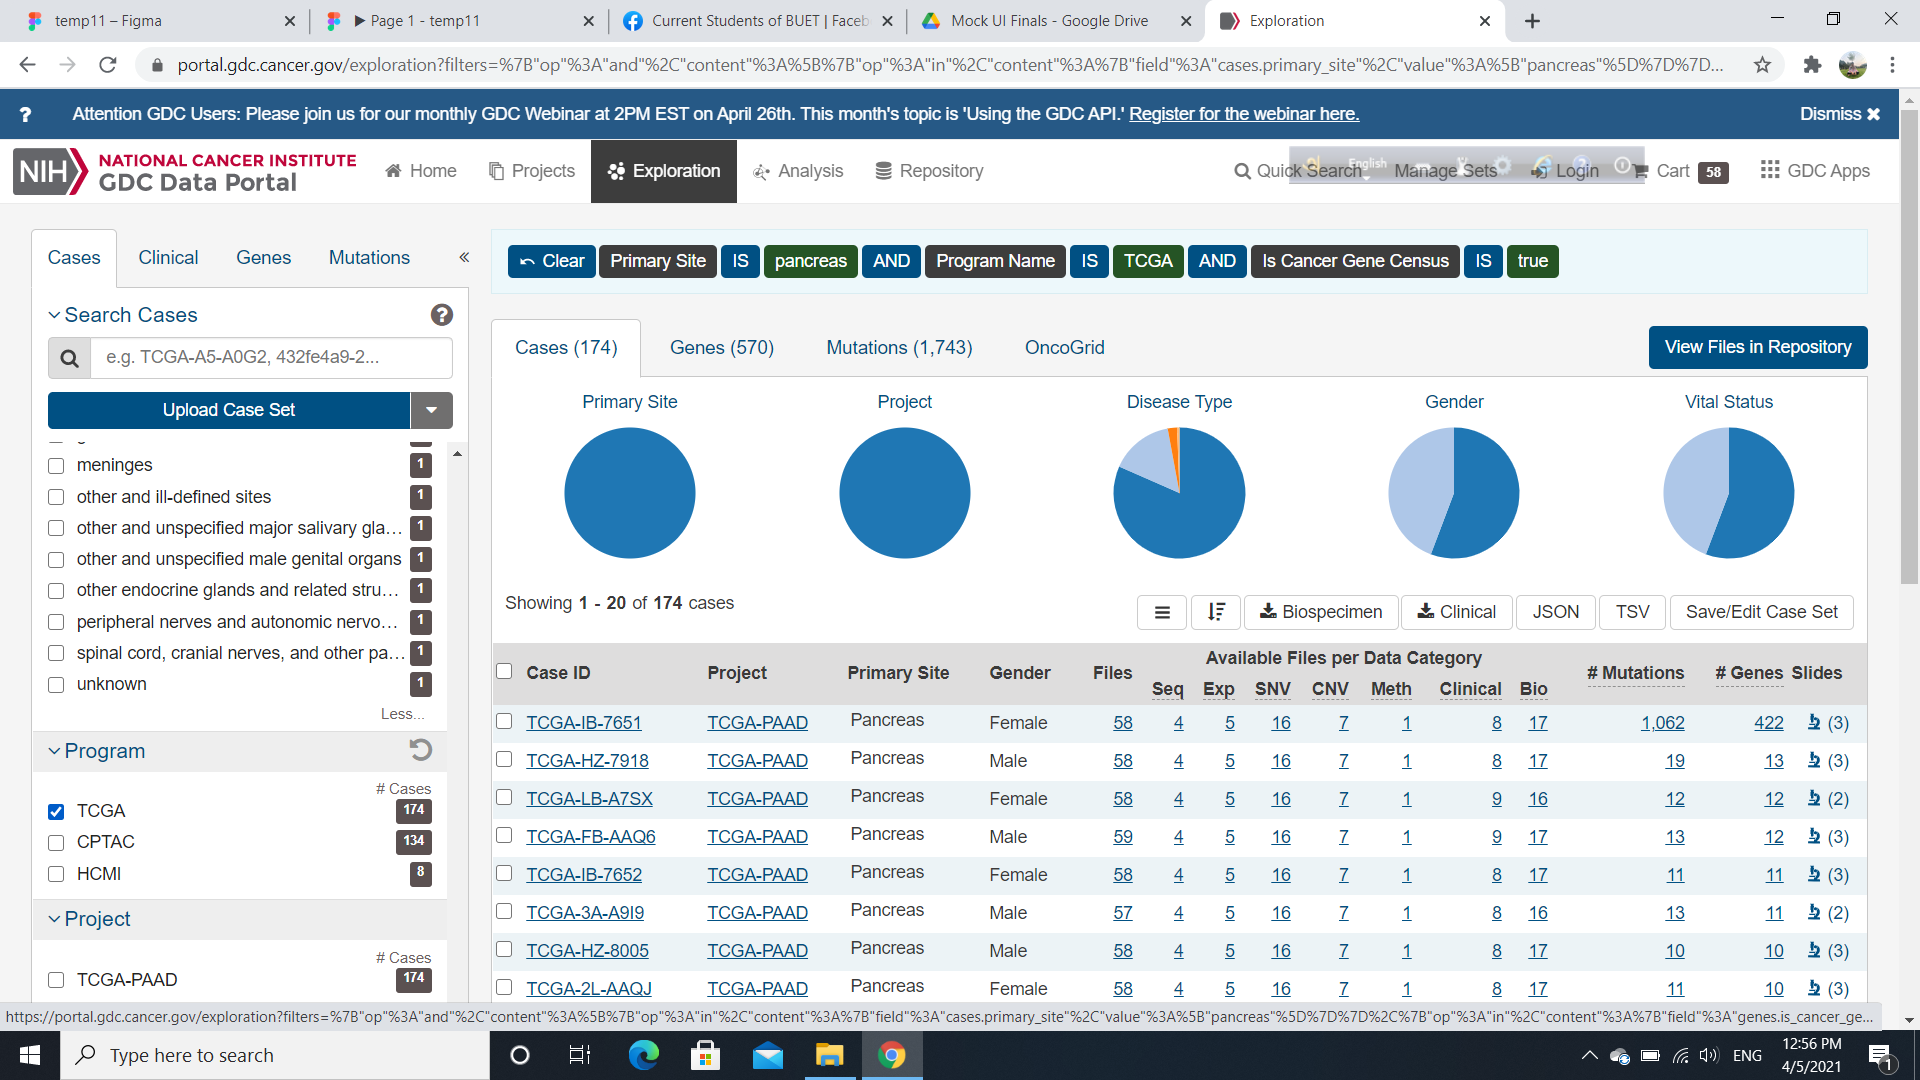 temp11 – Figma
Page 1 - temp11
Current Students of BUET | Faceb
Mock UI Finals - Google Drive
Exploration
portal.gdc.cancer.gov/exploration?filters=%7B"op"%3A"and"%2C"content"%3A%5B%7B"op"%3A"in"%2C"content"%3A%7B"field"%3A"cases.primary_site"%2C"value"%3A%5B"pancreas"%5D%7D%7D...
Attention GDC Users: Please join us for our monthly GDC Webinar at 2PM EST on April 26th. This month's topic is 'Using the GDC API.' Register for the webinar here.
Dismiss
NIH NATIONAL CANCER INSTITUTE
GDC Data Portal
Home Projects Exploration Analysis Repository
Quick Search Manage Sets Login Cart 58 GDC Apps
English
Cases Clinical Genes Mutations «
Clear Primary Site IS pancreas AND Program Name IS TCGA AND Is Cancer Gene Census IS true
Search Cases
e.g. TCGA-A5-A0G2, 432fe4a9-2...
Upload Case Set
meninges 1
other and ill-defined sites 1
other and unspecified major salivary gla... 1
other and unspecified male genital organs 1
other endocrine glands and related stru... 1
peripheral nerves and autonomic nervo... 1
spinal cord, cranial nerves, and other pa... 1
unknown 1
Less...
Program
# Cases
TCGA 174
CPTAC 134
HCMI 8
Project
# Cases
TCGA-PAAD 174
Cases (174) Genes (570) Mutations (1,743) OncoGrid
View Files in Repository
Primary Site Project Disease Type Gender Vital Status
Showing 1 - 20 of 174 cases
Biospecimen Clinical JSON TSV Save/Edit Case Set
Available Files per Data Category
Case ID Project Primary Site Gender Files # Mutations # Genes Slides
Seq Exp SNV CNV Meth Clinical Bio
TCGA-IB-7651 TCGA-PAAD Pancreas Female 58 4 5 16 7 1 8 17 1,062 422 (3)
TCGA-HZ-7918 TCGA-PAAD Pancreas Male 58 4 5 16 7 1 8 17 19 13 (3)
TCGA-LB-A7SX TCGA-PAAD Pancreas Female 58 4 5 16 7 1 9 16 12 12 (2)
TCGA-FB-AAQ6 TCGA-PAAD Pancreas Male 59 4 5 16 7 1 9 17 13 12 (3)
TCGA-IB-7652 TCGA-PAAD Pancreas Female 58 4 5 16 7 1 8 17 11 11 (3)
TCGA-3A-A9I9 TCGA-PAAD Pancreas Male 57 4 5 16 7 1 8 16 13 11 (2)
TCGA-HZ-8005 TCGA-PAAD Pancreas Male 58 4 5 16 7 1 8 17 10 10 (3)
TCGA-2L-AAQJ TCGA-PAAD Pancreas Female 58 4 5 16 7 1 8 17 11 10 (3)
https://portal.gdc.cancer.gov/exploration?filters=%7B"op"%3A"and"%2C"content"%3A%5B%7B"op"%3A"in"%2C"content"%3A%7B"field"%3A"cases.primary_site"%2C"value"%3A%5B"pancreas"%5D%7D%7D%2C%7B"op"%3A"in"%2C"content"%3A%7B"field"%3A"genes.is_cancer_ge...
Type here to search
ENG
12:56 PM
4/5/2021
1